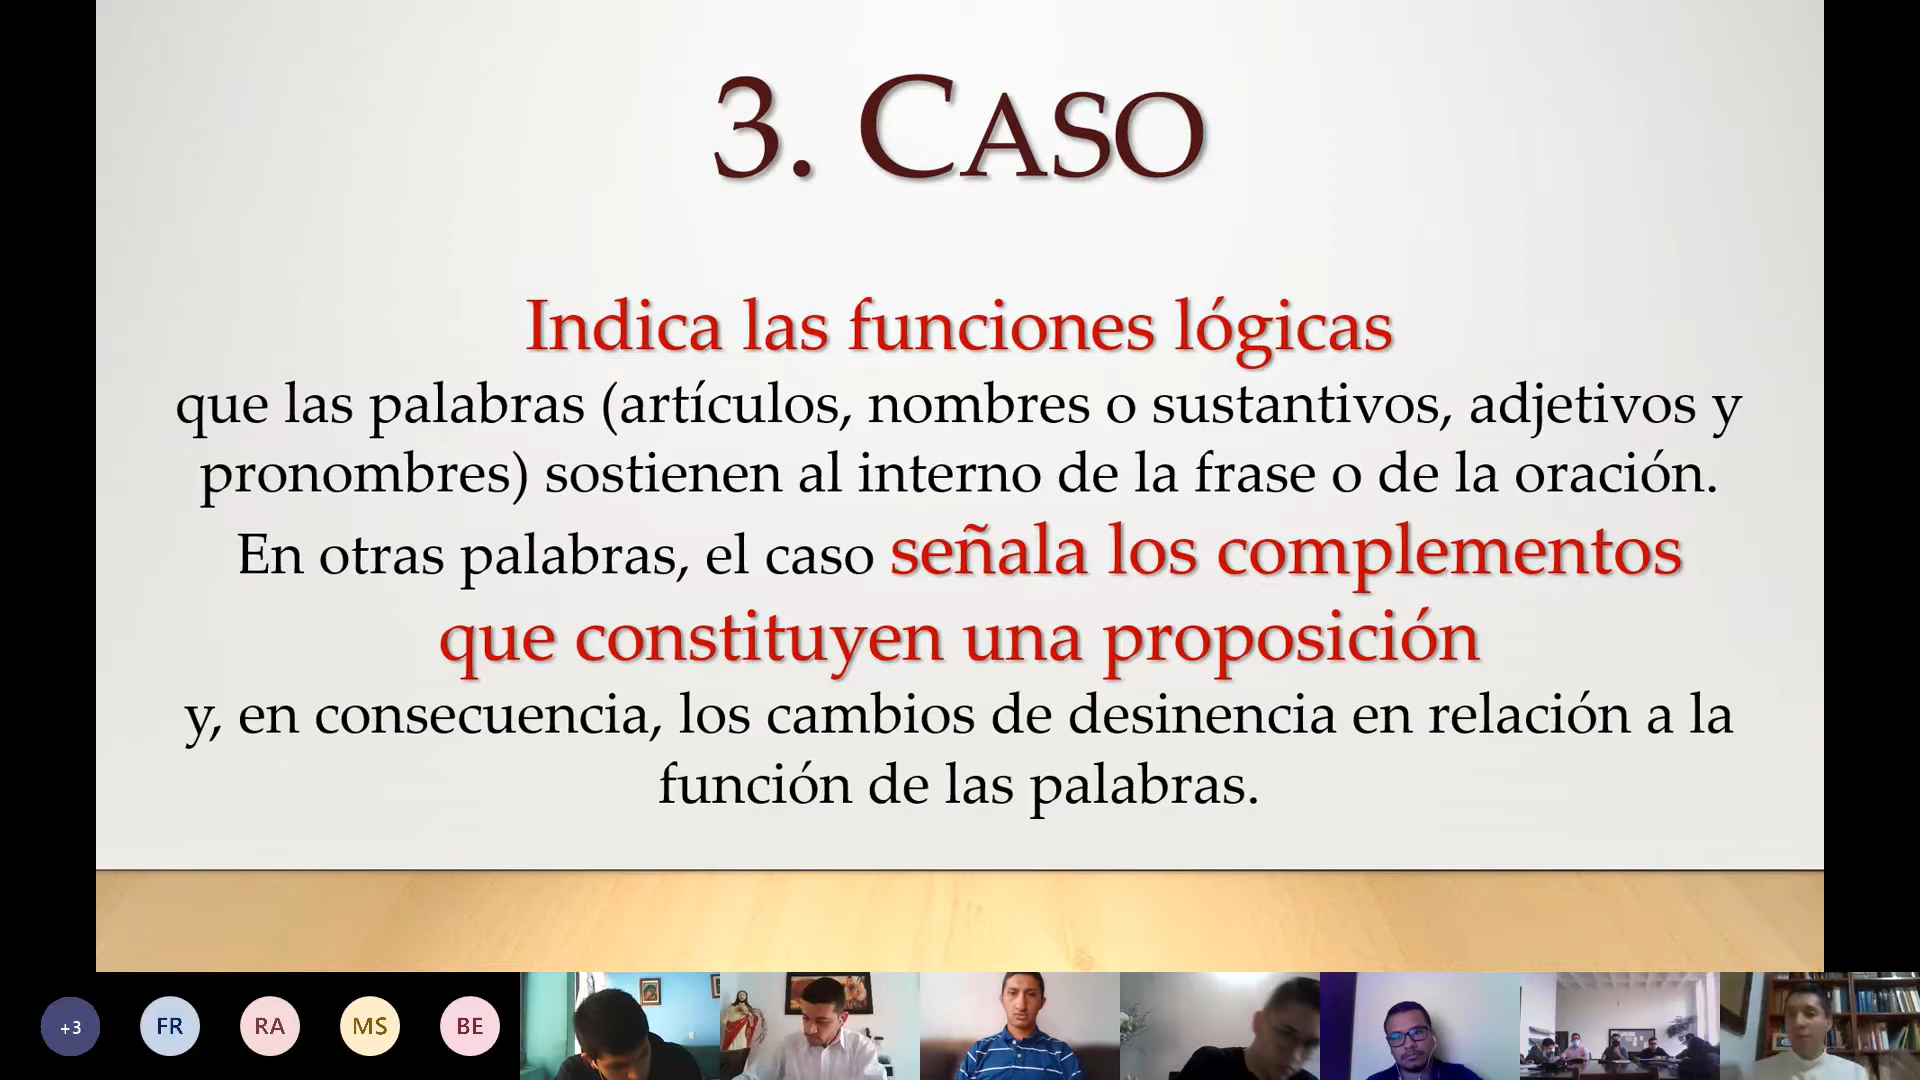 3. CASO
Indica las funciones lógicas
que las palabras (artículos, nombres o sustantivos, adjetivos y
pronombres) sostienen al interno de la frase o de la oración.
En otras palabras, el caso señala los complementos
que constituyen una proposición
y, en consecuencia, los cambios de desinencia en relación a la
función de las palabras.
+3
FR
RA
MS
BE